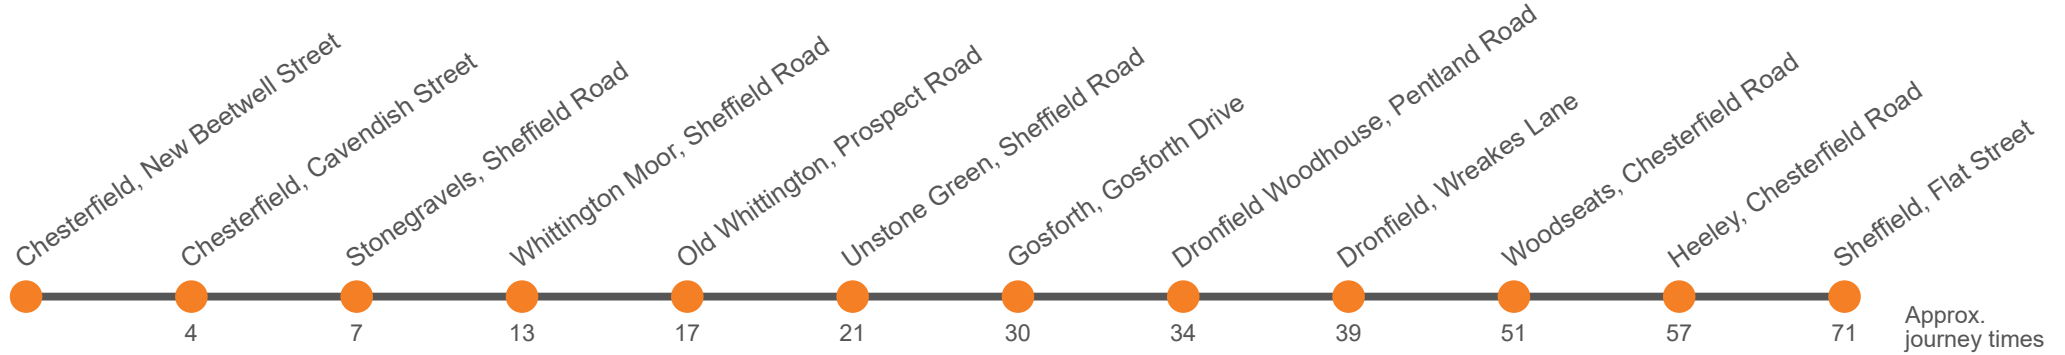 Chesterfield, New Beetwell Street
Chesterfield, Cavendish Street
Stonegravels, Sheffield Road
Whittington Moor, Sheffield Road
Old Whittington, Prospect Road
Unstone Green, Sheffield Road
Gosforth, Gosforth Drive
Dronfield Woodhouse, Pentland Road
Dronfield, Wreakes Lane
Woodseats, Chesterfield Road
Heeley, Chesterfield Road
Sheffield, Flat Street
4 7 13 17 21 30 34 39 51 57 71
Approx.
journey times